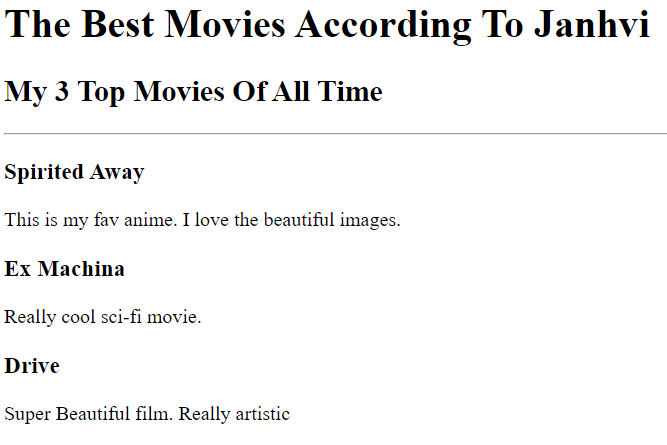 The Best Movies According To Janhvi
My 3 Top Movies Of All Time
Spirited Away
This is my fav anime. I love the beautiful images.
Ex Machina
Really cool sci-fi movie.
Drive
Super Beautiful film. Really artistic